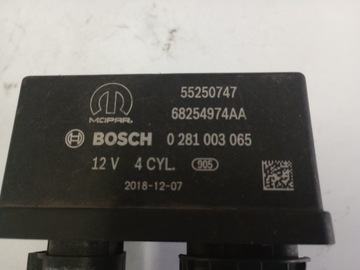 55250747
MOPAR
68254974AA
BOSCH 0 281 003 065
12 V 4 CYL. 905
2018-12-07